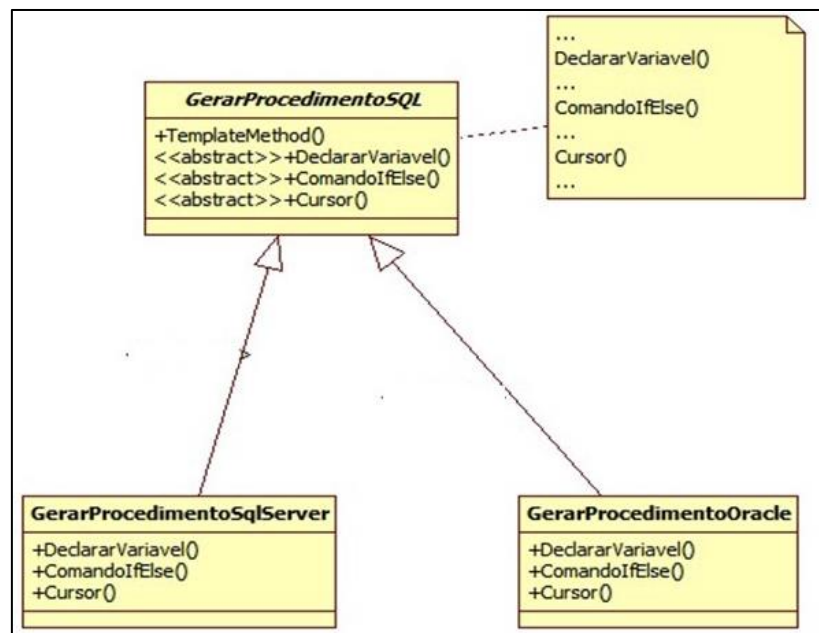 GerarProcedimentoSQL
+TemplateMethod()
<<abstract>>+DeclararVariavel()
<<abstract>>+ComandoIfElse()
<<abstract>>+Cursor()
...
DeclararVariavel()
...
ComandoIfElse()
...
Cursor()
...
GerarProcedimentoSqlServer
+DeclararVariavel()
+ComandoIfElse()
+Cursor()
GerarProcedimentoOracle
+DeclararVariavel()
+ComandoIfElse()
+Cursor()